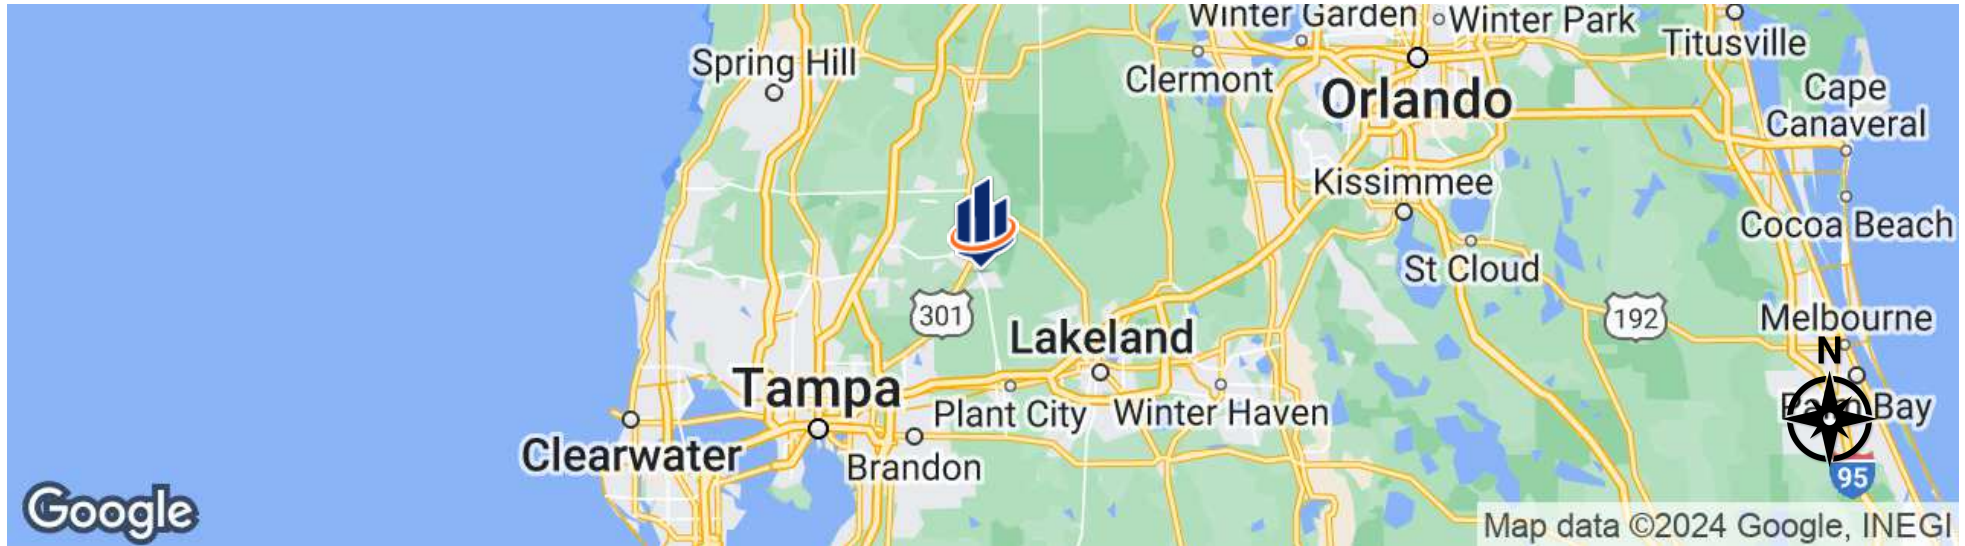 Winter Garden
Winter Park
Titusville
Spring Hill
Clermont
Orlando
Cape
Canaveral
Kissimmee
Cocoa Beach
St Cloud
301
192
Lakeland
Melbourne
N
Tampa
Plant City
Winter Haven
Palm Bay
Clearwater
Brandon
95
Google
Map data ©2024 Google, INEGI